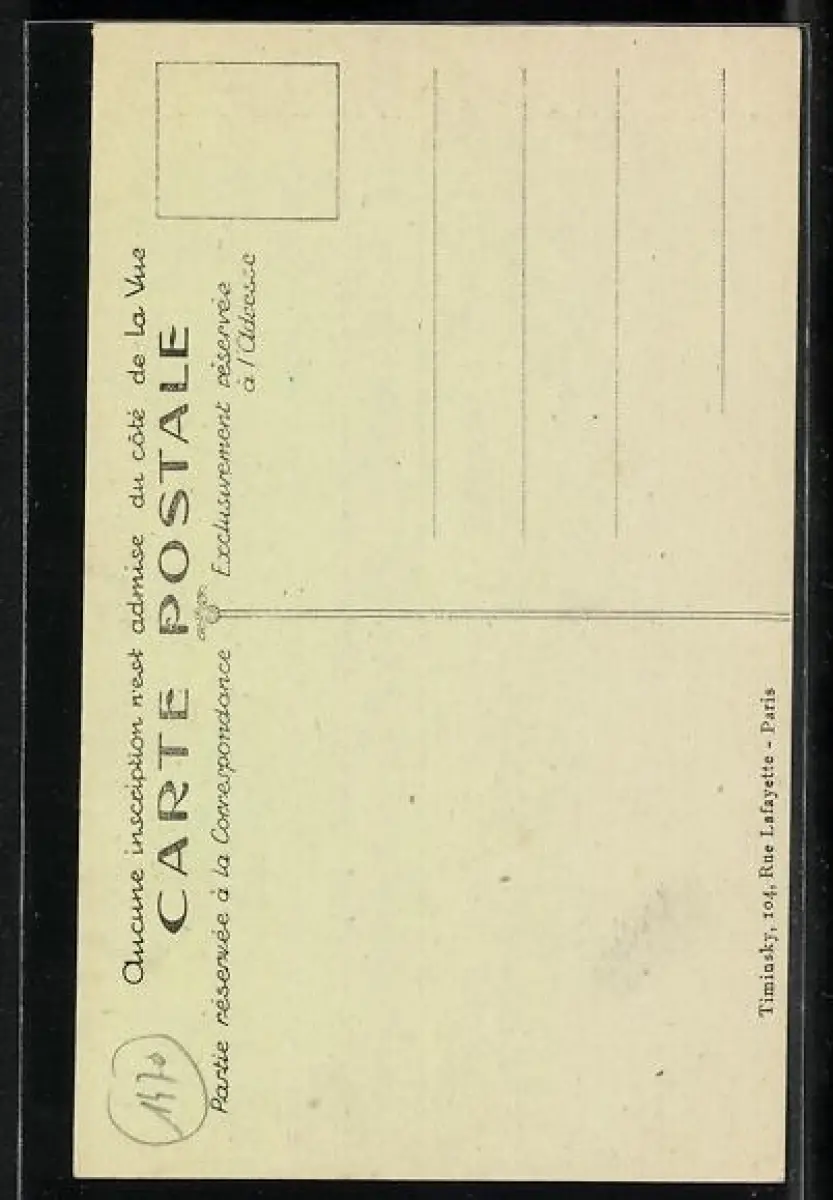 Aucune inscription n'est admise du côté de la Vue
CARTE POSTALE
Partie réservée à la Correspondance
Exclusivement réservée
à l'Adresse
Timinsky, 104, Rue Lafayette - Paris